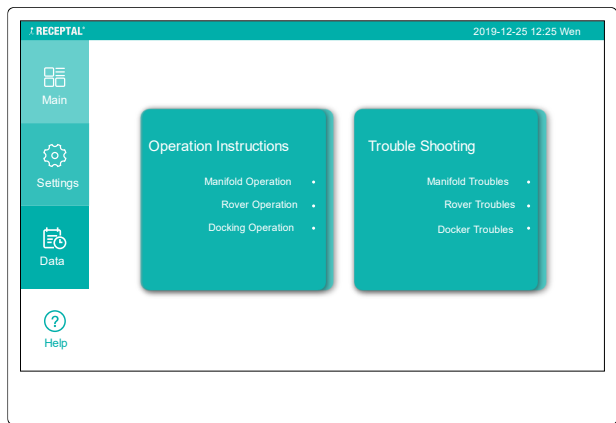 RECEPTAL
2019-12-25 12:25 Wen
Main
Settings
Data
Help
Operation Instructions
Manifold Operation •
Rover Operation •
Docking Operation •
Trouble Shooting
Manifold Troubles •
Rover Troubles •
Docker Troubles •